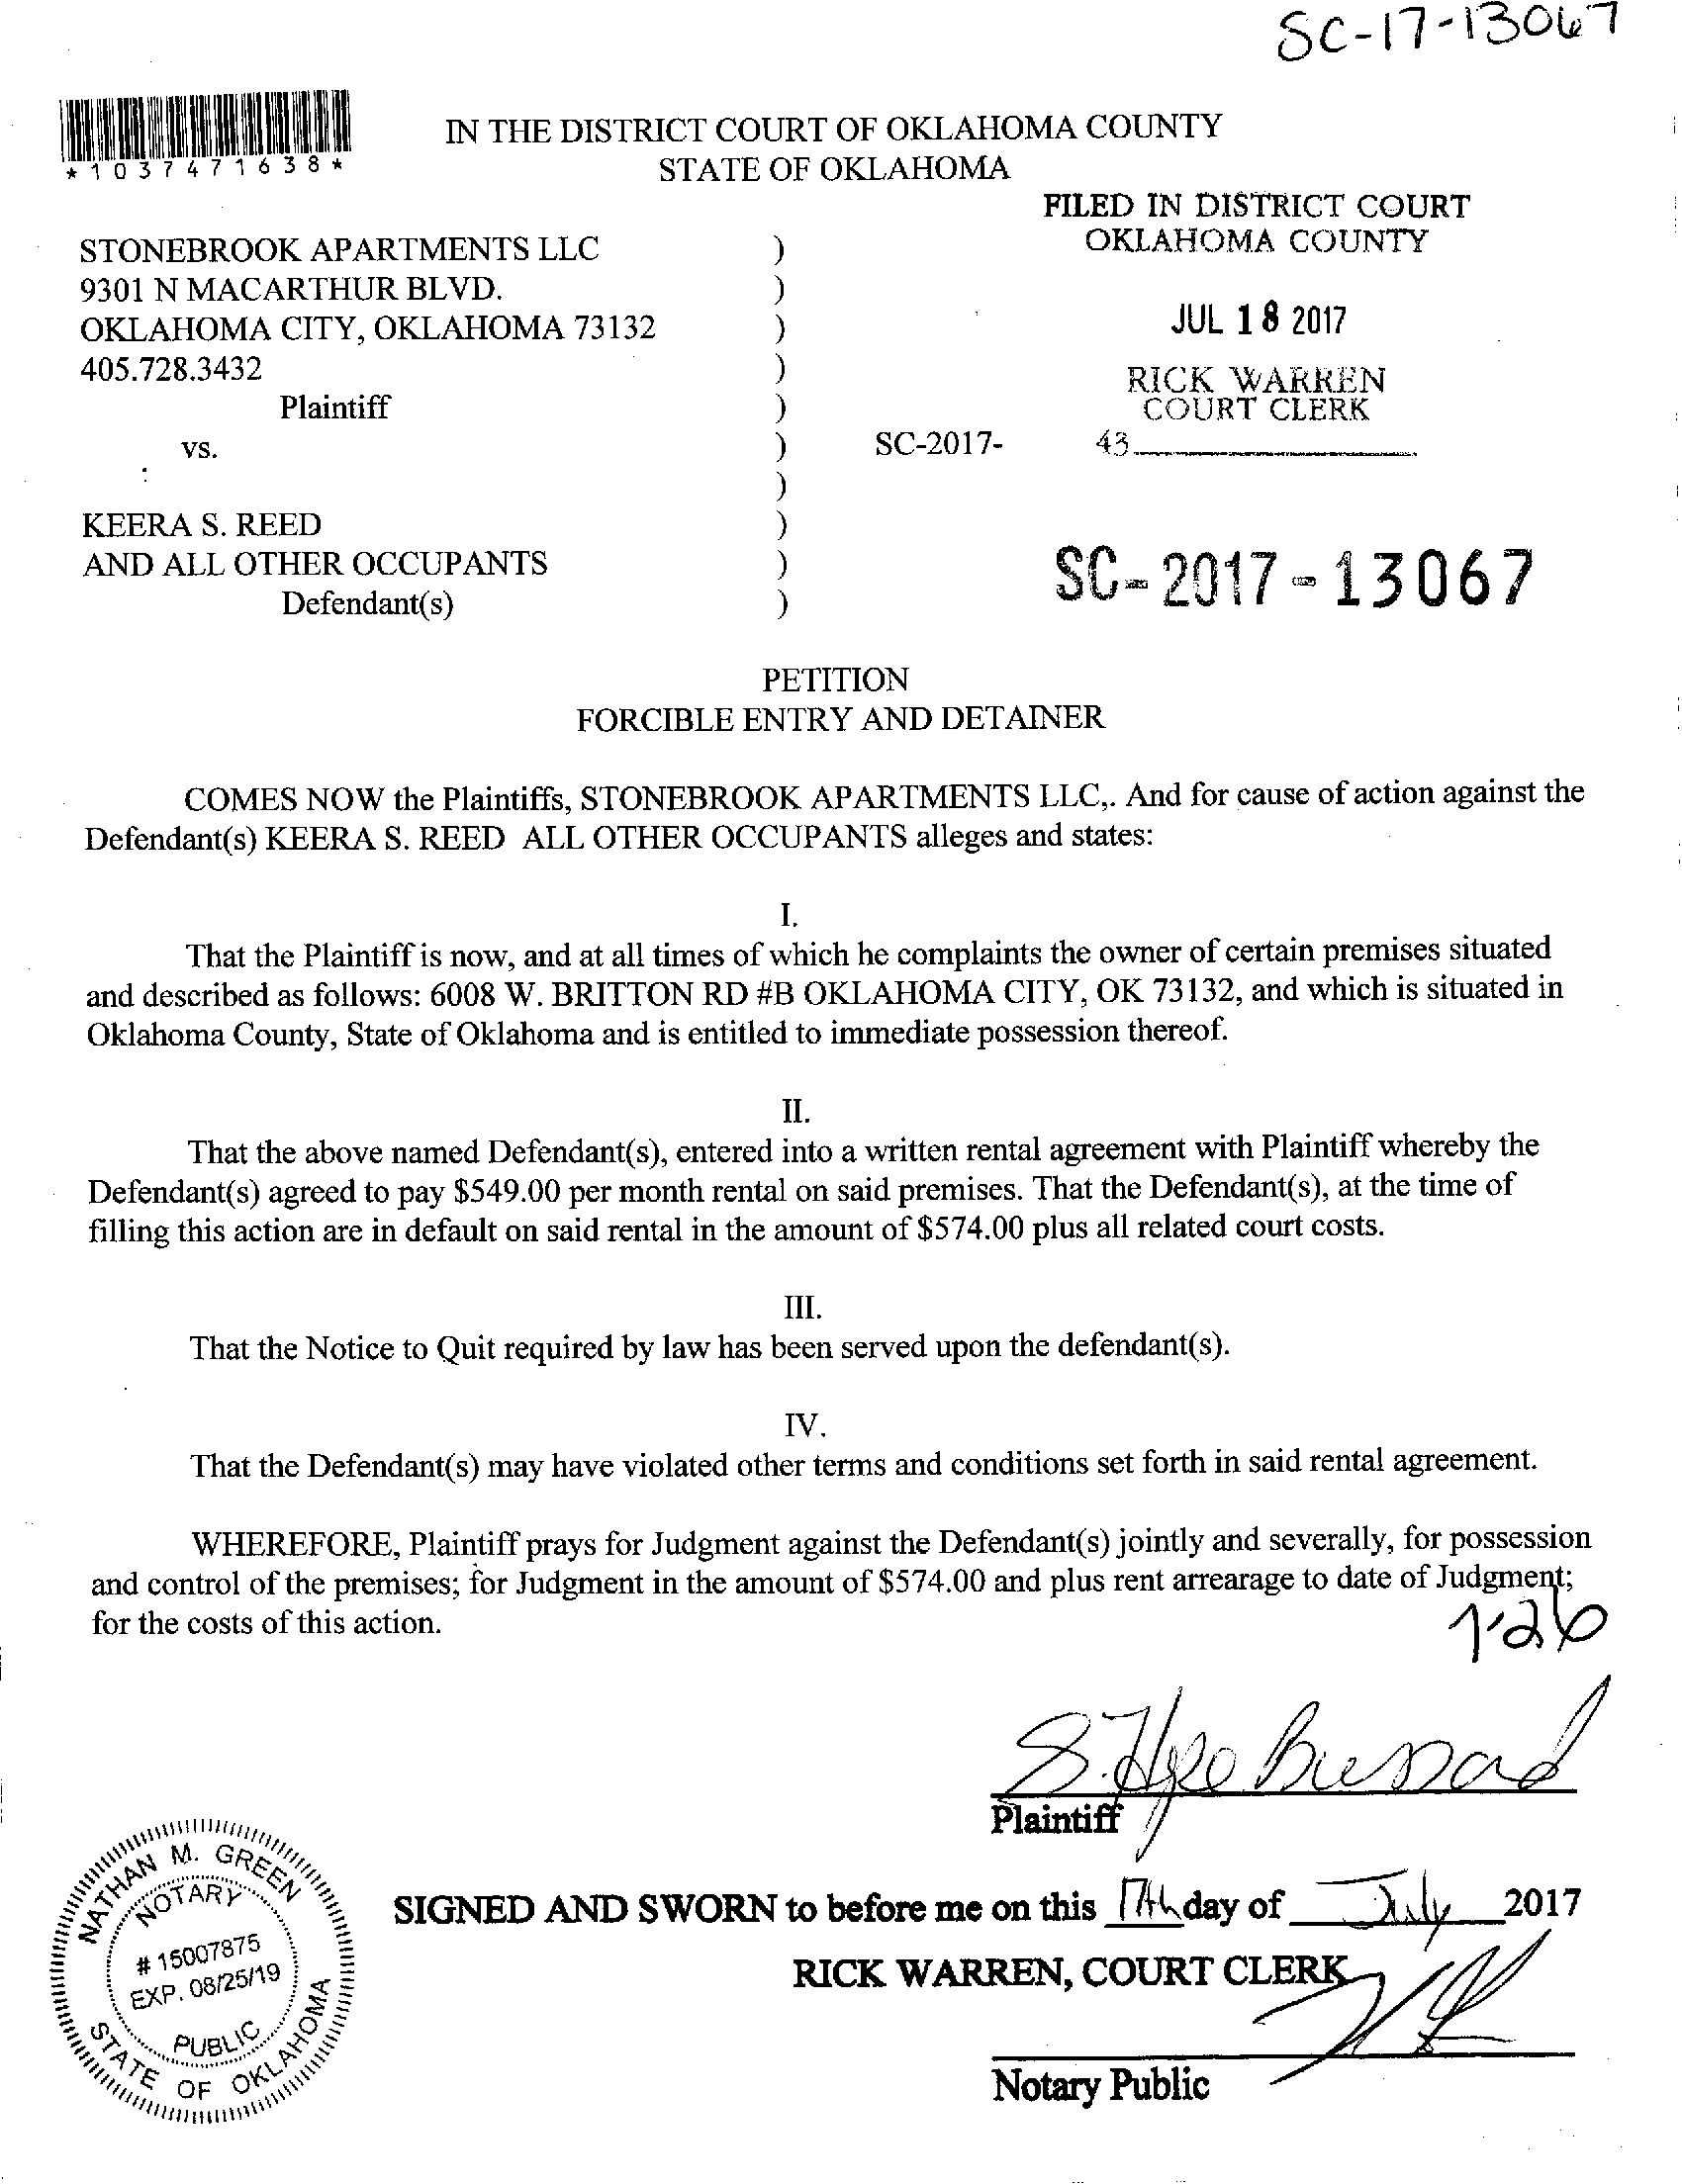 SC-17-13067
*1037471638*
IN THE DISTRICT COURT OF OKLAHOMA COUNTY
STATE OF OKLAHOMA
FILED IN DISTRICT COURT
OKLAHOMA COUNTY
STONEBROOK APARTMENTS LLC )
9301 N MACARTHUR BLVD. )
OKLAHOMA CITY, OKLAHOMA 73132 ) JUL 18 2017
405.728.3432 ) RICK WARREN
Plaintiff ) COURT CLERK
vs. ) SC-2017- 43
)
KEERA S. REED )
AND ALL OTHER OCCUPANTS ) SC-2017-13067
Defendant(s) )
PETITION
FORCIBLE ENTRY AND DETAINER
COMES NOW the Plaintiffs, STONEBROOK APARTMENTS LLC,. And for cause of action against the
Defendant(s) KEERA S. REED ALL OTHER OCCUPANTS alleges and states:
I.
That the Plaintiff is now, and at all times of which he complaints the owner of certain premises situated
and described as follows: 6008 W. BRITTON RD #B OKLAHOMA CITY, OK 73132, and which is situated in
Oklahoma County, State of Oklahoma and is entitled to immediate possession thereof.
II.
That the above named Defendant(s), entered into a written rental agreement with Plaintiff whereby the
Defendant(s) agreed to pay $549.00 per month rental on said premises. That the Defendant(s), at the time of
filling this action are in default on said rental in the amount of $574.00 plus all related court costs.
III.
That the Notice to Quit required by law has been served upon the defendant(s).
IV.
That the Defendant(s) may have violated other terms and conditions set forth in said rental agreement.
WHEREFORE, Plaintiff prays for Judgment against the Defendant(s) jointly and severally, for possession
and control of the premises; for Judgment in the amount of $574.00 and plus rent arrearage to date of Judgment;
for the costs of this action.
7-26
Plaintiff
SIGNED AND SWORN to before me on this 17th day of July 2017
RICK WARREN, COURT CLERK
Notary Public
NATHAN M. GREEN
NOTARY
# 15007875
EXP. 08/25/19
PUBLIC
STATE OF OKLAHOMA